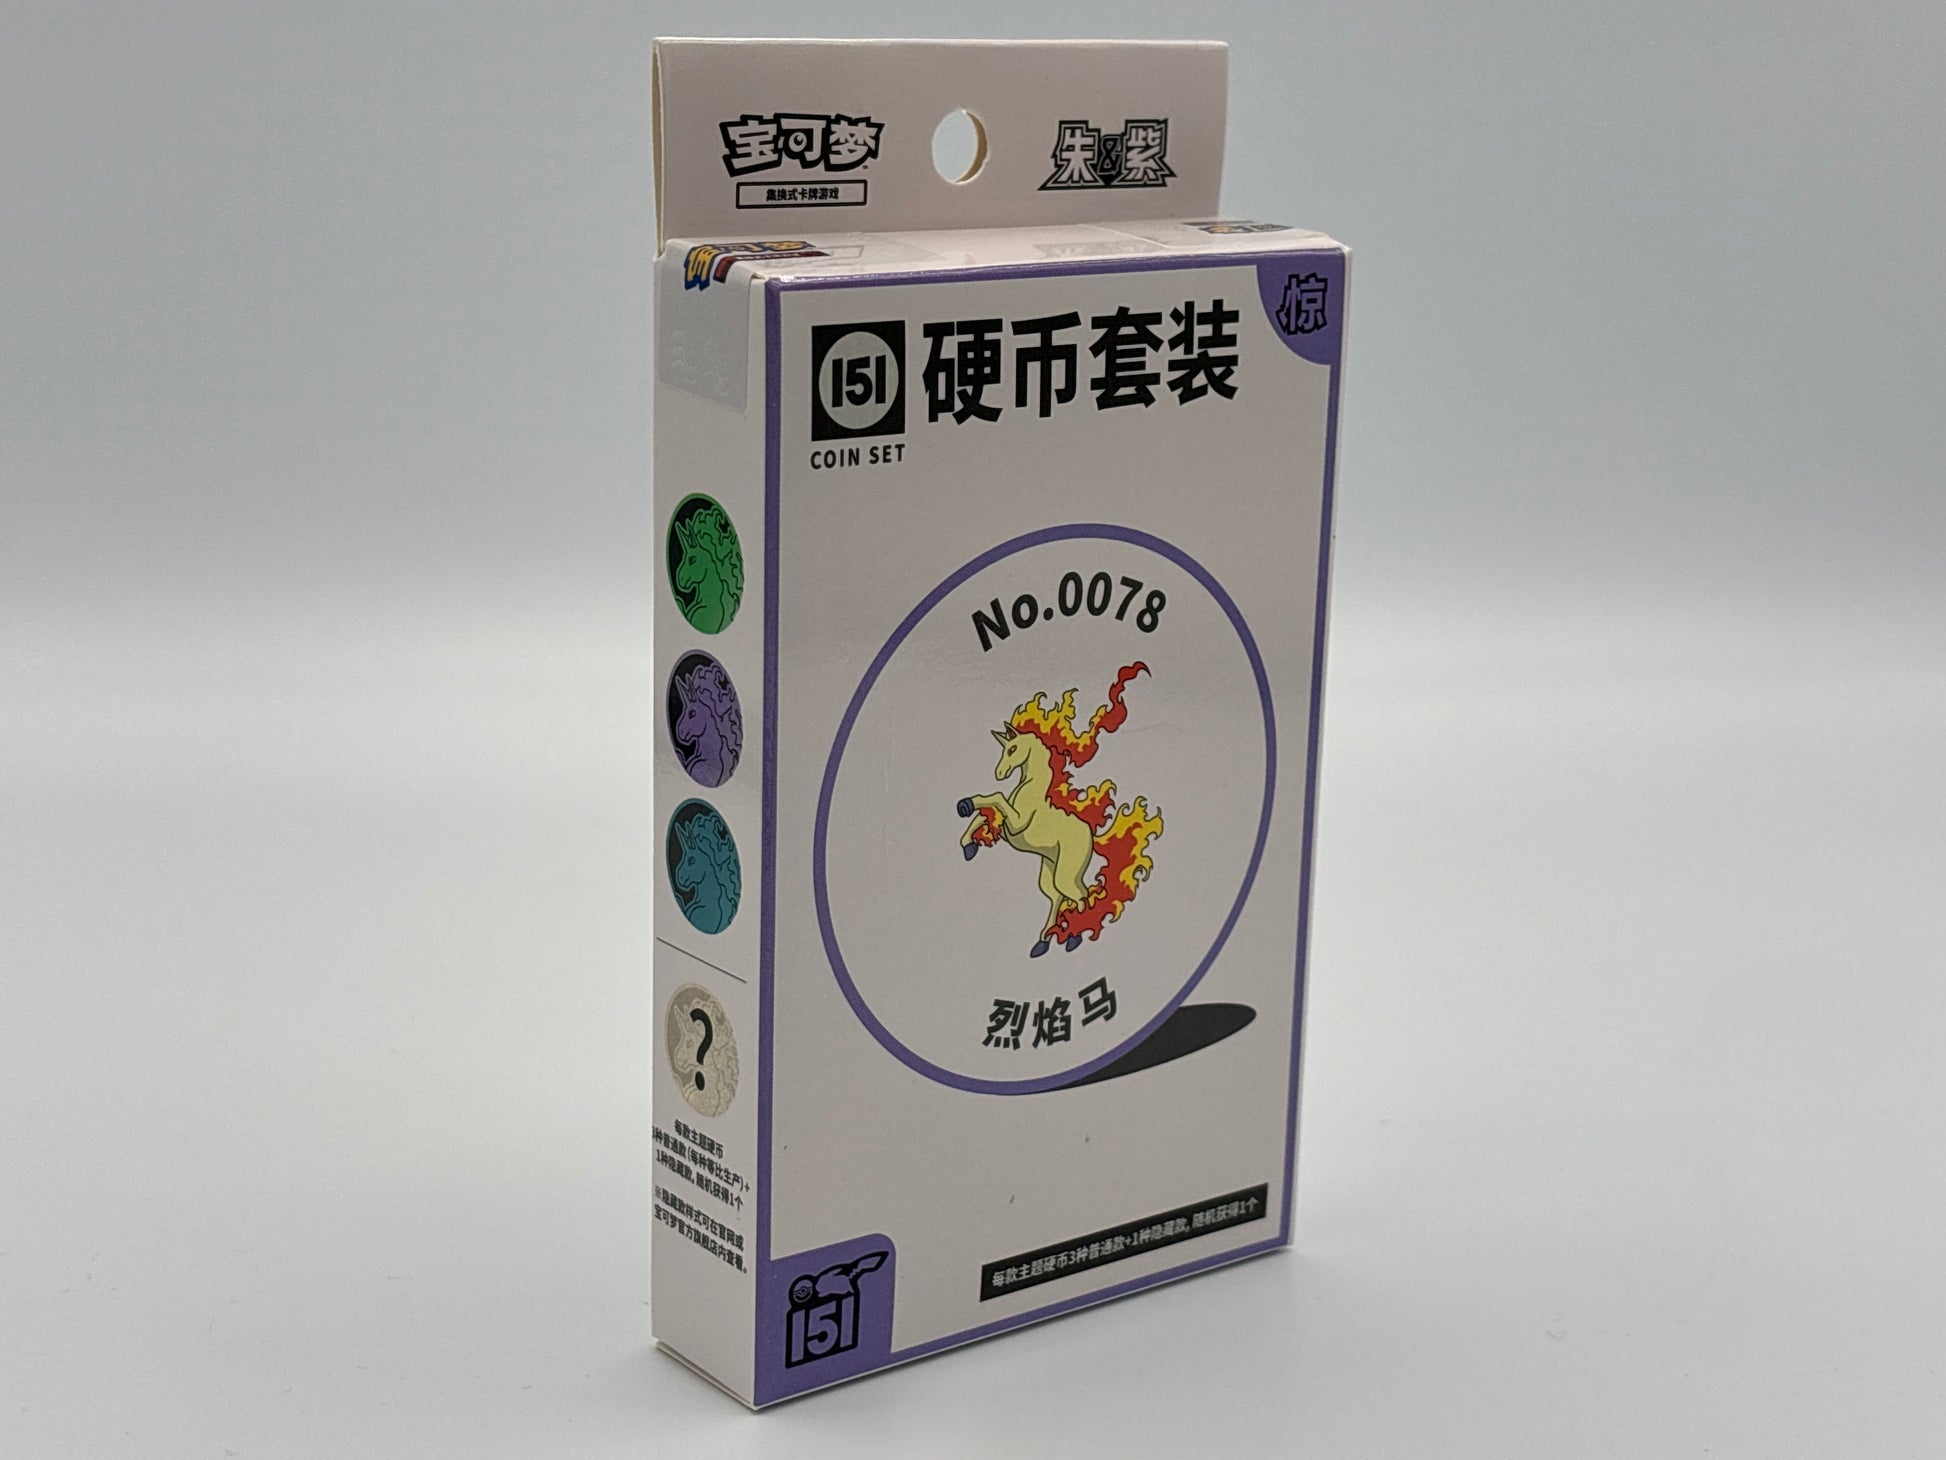 宝可梦
集换式卡牌游戏
朱&紫
惊
151
硬币套装
COIN SET
No.0078
烈焰马
?
每款主题硬币
3种普通款(每种等比生产)+
1种隐藏款,随机获得1个
※隐藏款样式可在官网或
宝可梦官方旗舰店内查看。
每款主题硬币3种普通款+1种隐藏款,随机获得1个
151